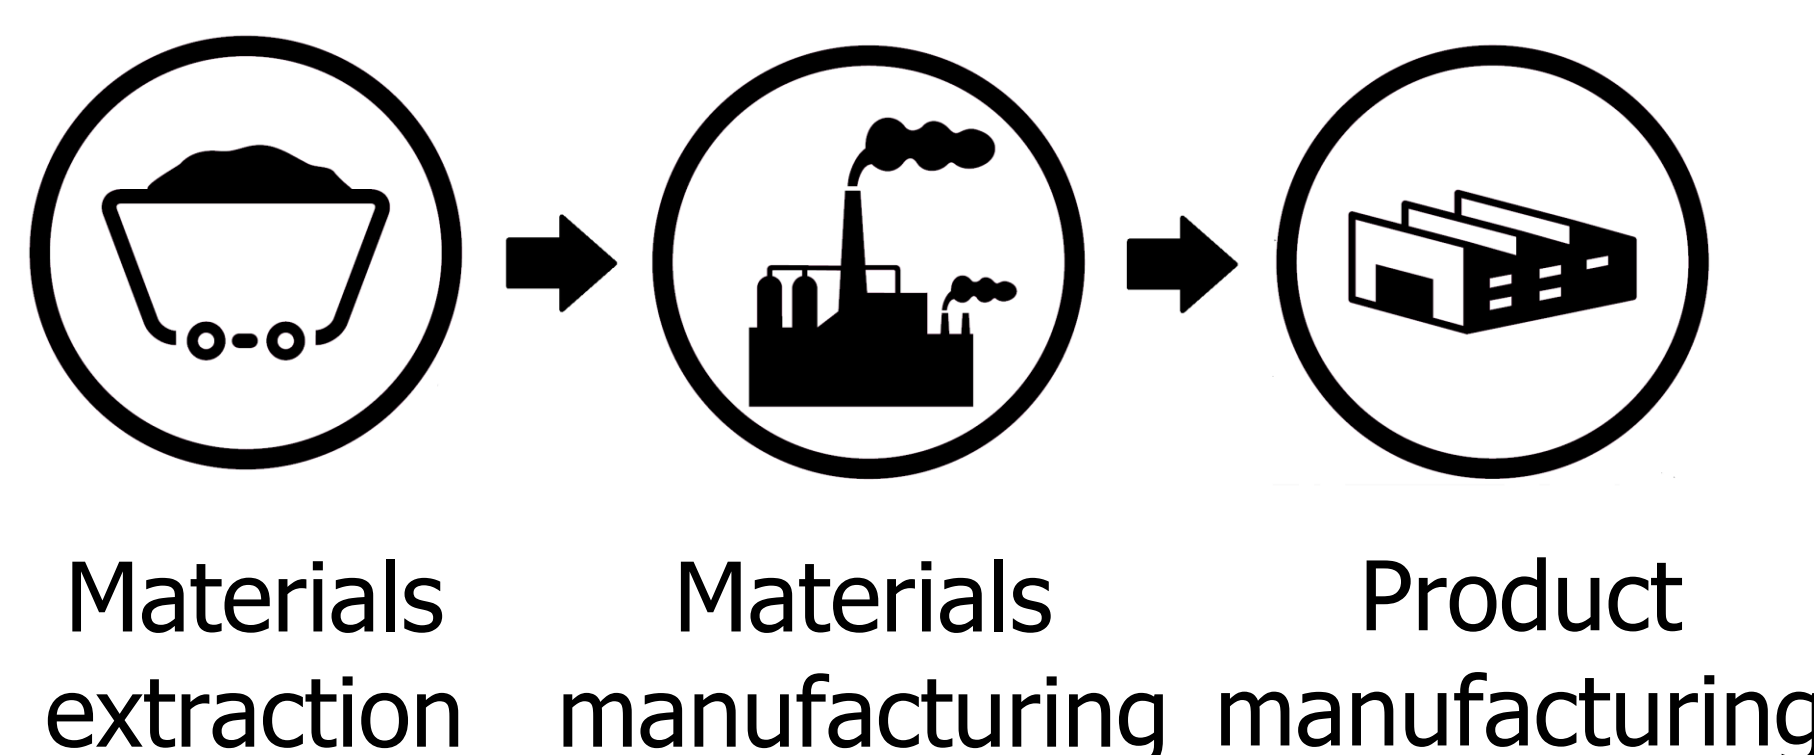 Materials
extraction
Materials
manufacturing
Product
manufacturing